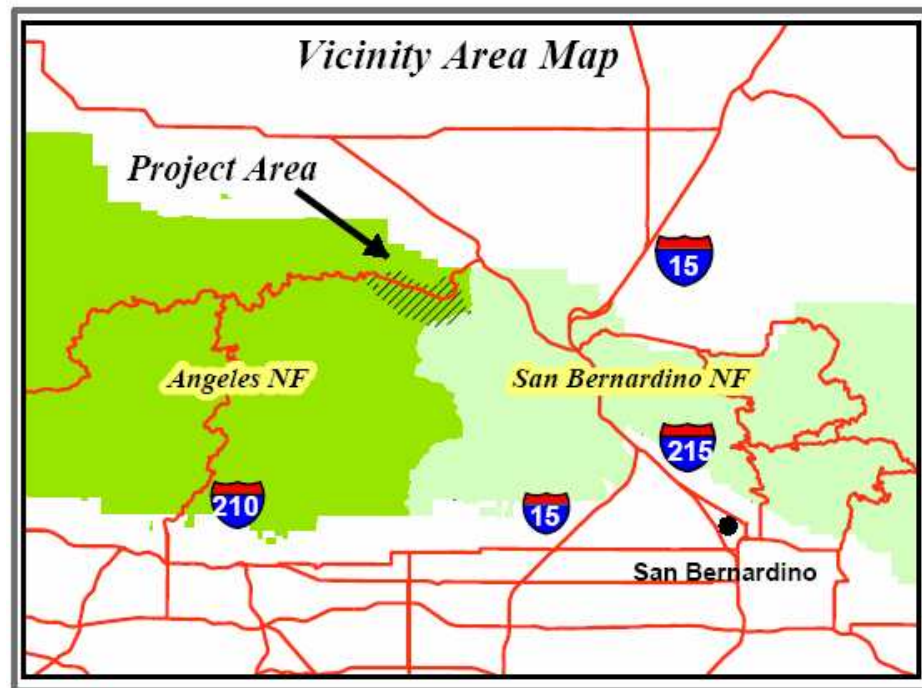 Vicinity Area Map
Project Area
15
Angeles NF
San Bernardino NF
215
210
15
San Bernardino